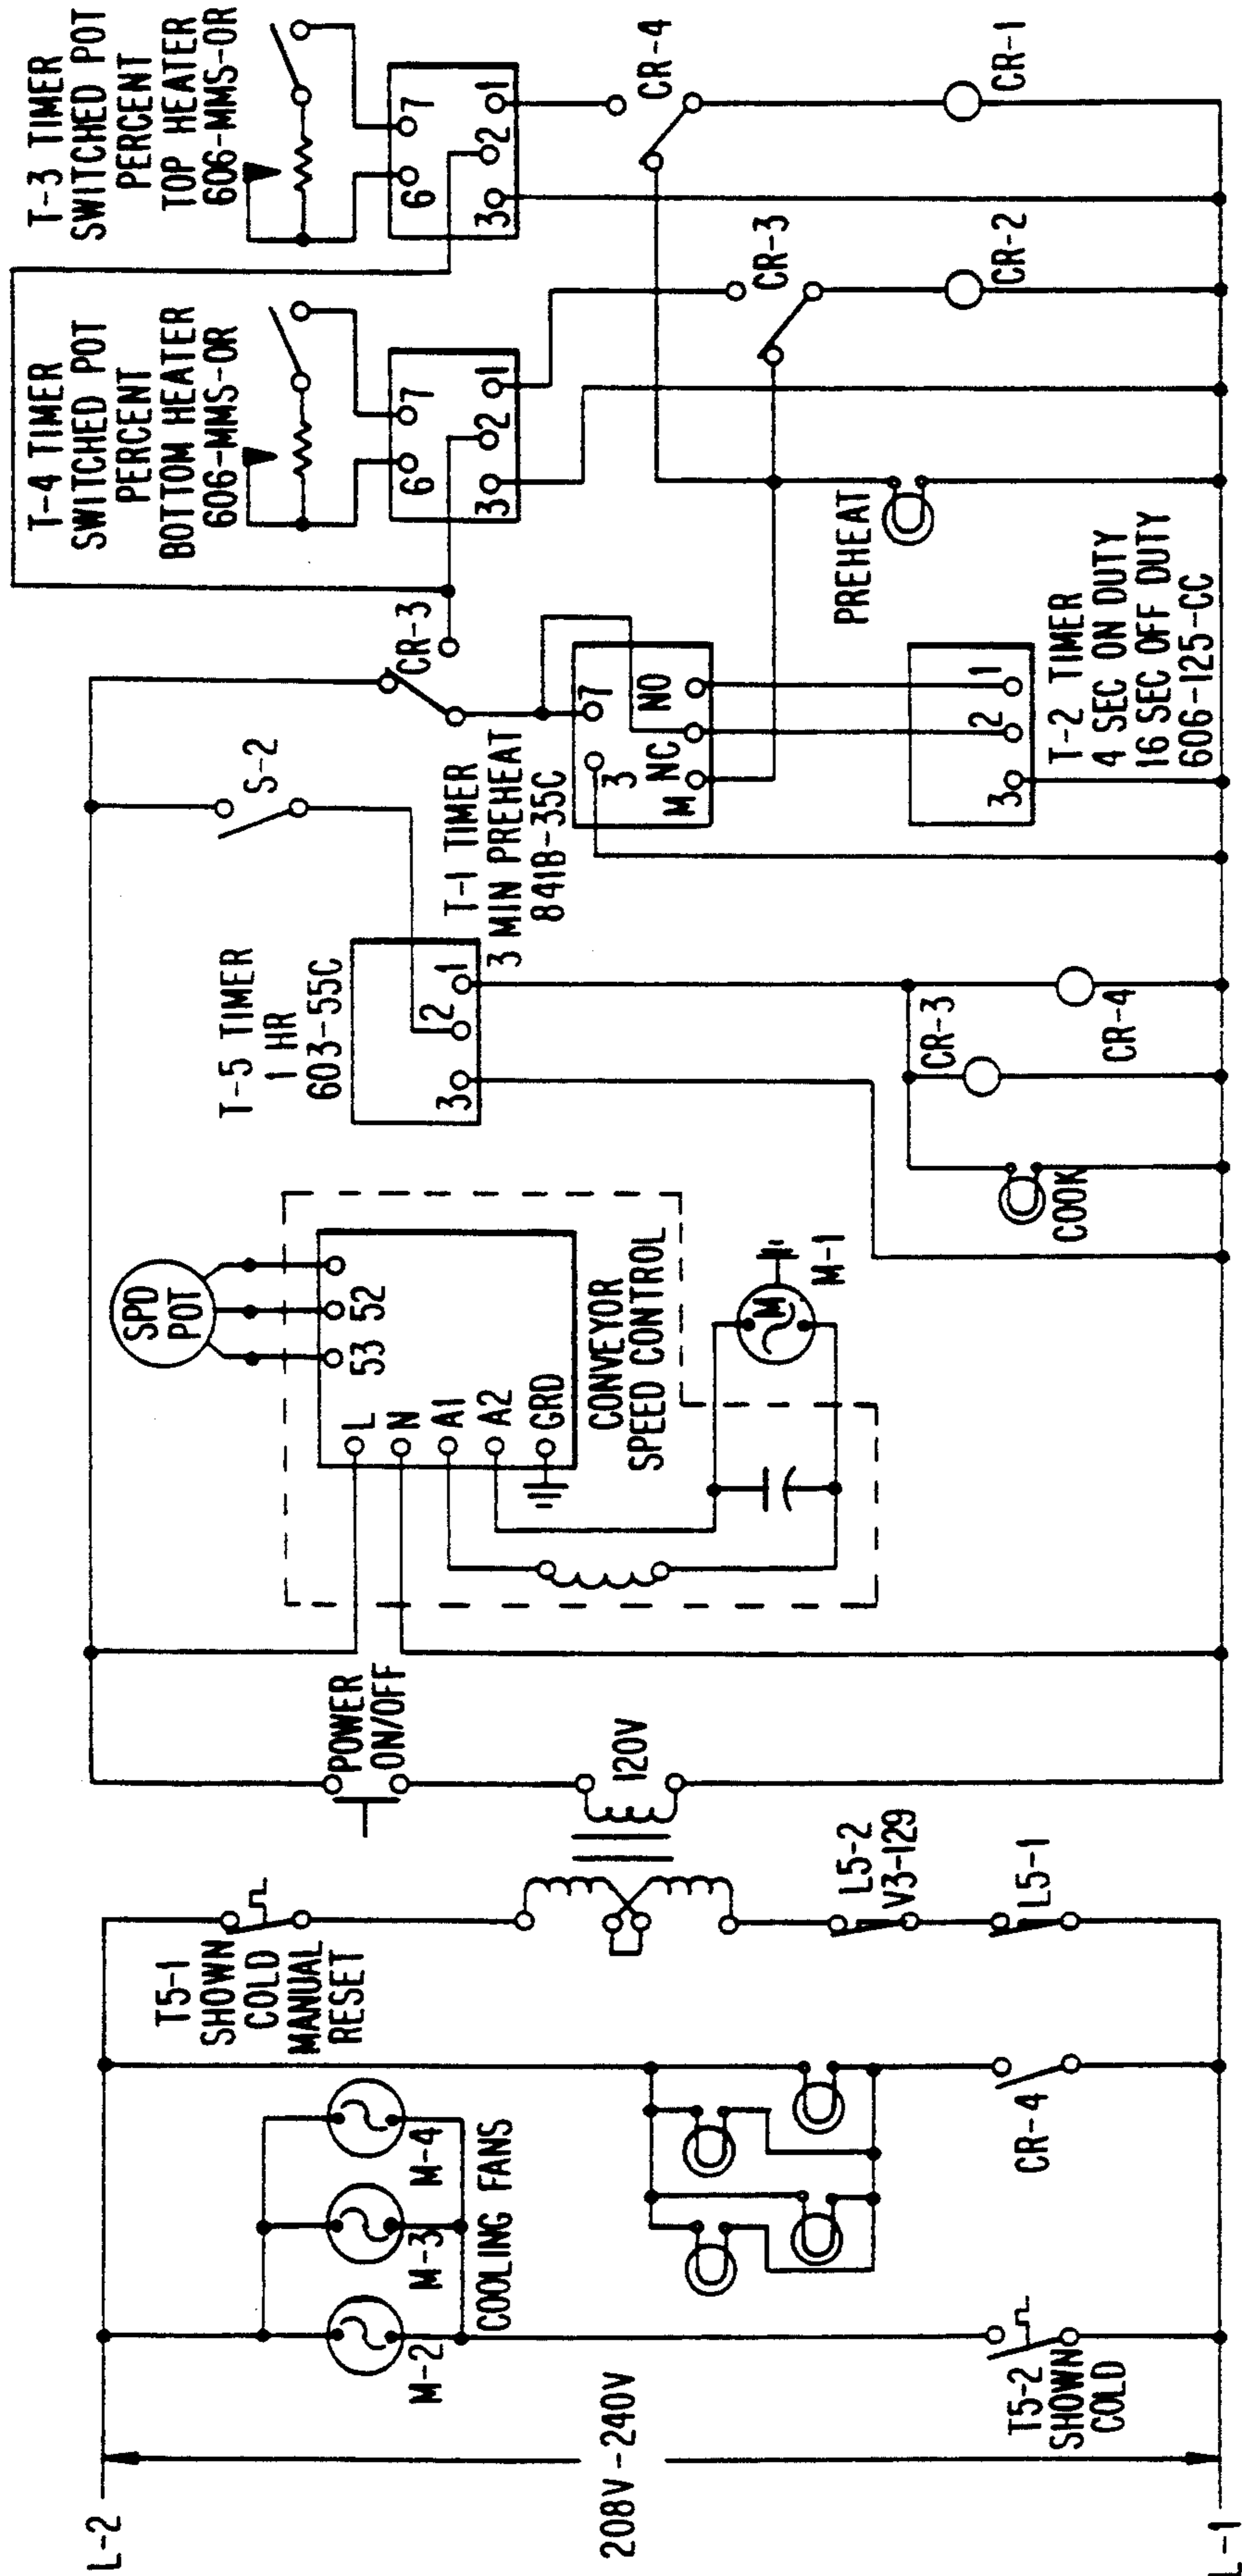 L-2
208V-240V
L-1
M-2
M-3
M-4
COOLING FANS
T5-2
SHOWN
COLD
CR-4
T5-1
SHOWN
COLD
MANUAL
RESET
L5-2
V3-129
L5-1
POWER
ON/OFF
120V
SPD
POT
53
52
L
N
A1
A2
GRD
CONVEYOR
SPEED CONTROL
M
M-1
T-5 TIMER
1 HR
603-55C
3
2
1
COOK
CR-3
CR-4
S-2
T-1 TIMER
3 MIN PREHEAT
841B-35C
3
7
M
NC
NO
CR-3
T-2 TIMER
4 SEC ON DUTY
16 SEC OFF DUTY
606-125-CC
3
2
1
PREHEAT
T-4 TIMER
SWITCHED POT
PERCENT
BOTTOM HEATER
606-MMS-OR
6
7
3
2
1
CR-3
CR-2
T-3 TIMER
SWITCHED POT
PERCENT
TOP HEATER
606-MMS-OR
6
7
3
2
1
CR-4
CR-1